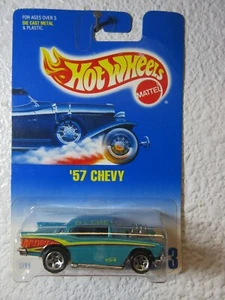 FOR AGES OVER 3
DIE CAST METAL
& PLASTIC.
Hot Wheels
MATTEL
'57 CHEVY
3